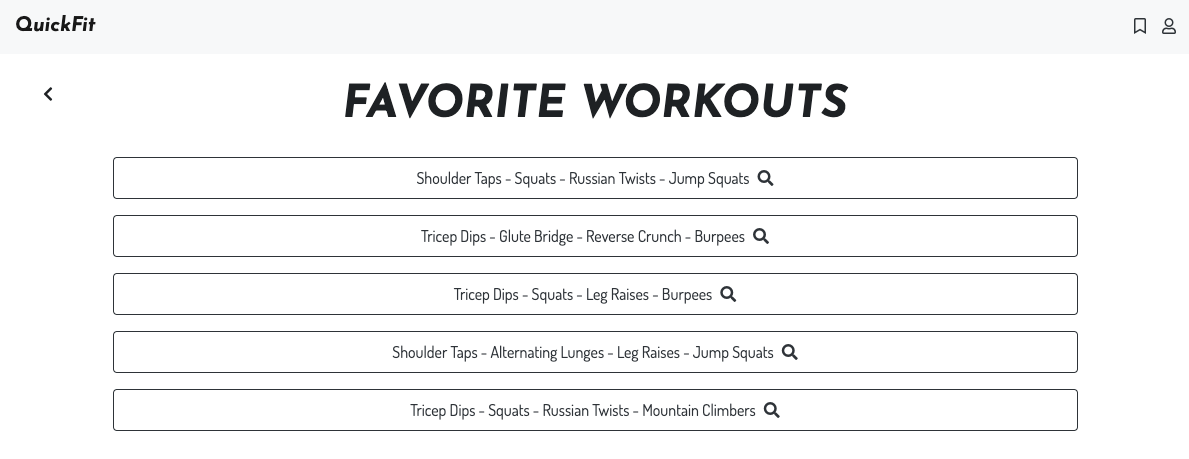 QuickFit
FAVORITE WORKOUTS
Shoulder Taps - Squats - Russian Twists - Jump Squats
Tricep Dips - Glute Bridge - Reverse Crunch - Burpees
Tricep Dips - Squats - Leg Raises - Burpees
Shoulder Taps - Alternating Lunges - Leg Raises - Jump Squats
Tricep Dips - Squats - Russian Twists - Mountain Climbers